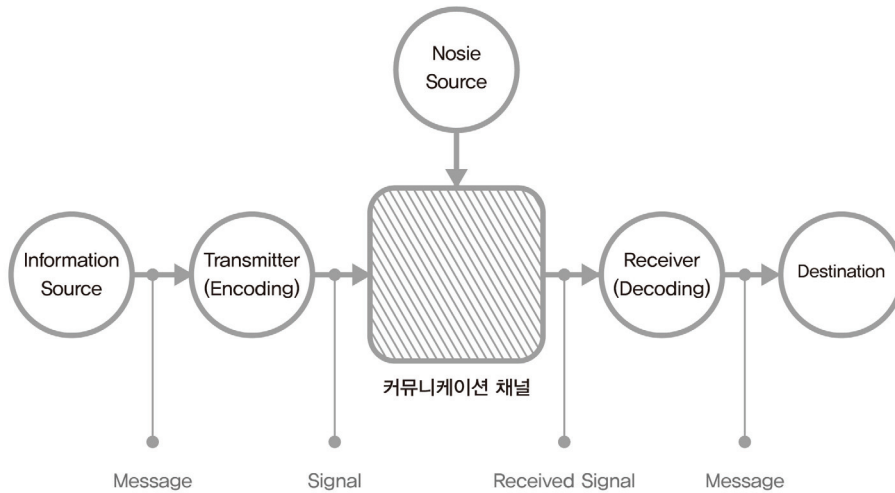 Nosie
Source
Information
Source
Transmitter
(Encoding)
Receiver
(Decoding)
Destination
커뮤니케이션 채널
Message
Signal
Received Signal
Message